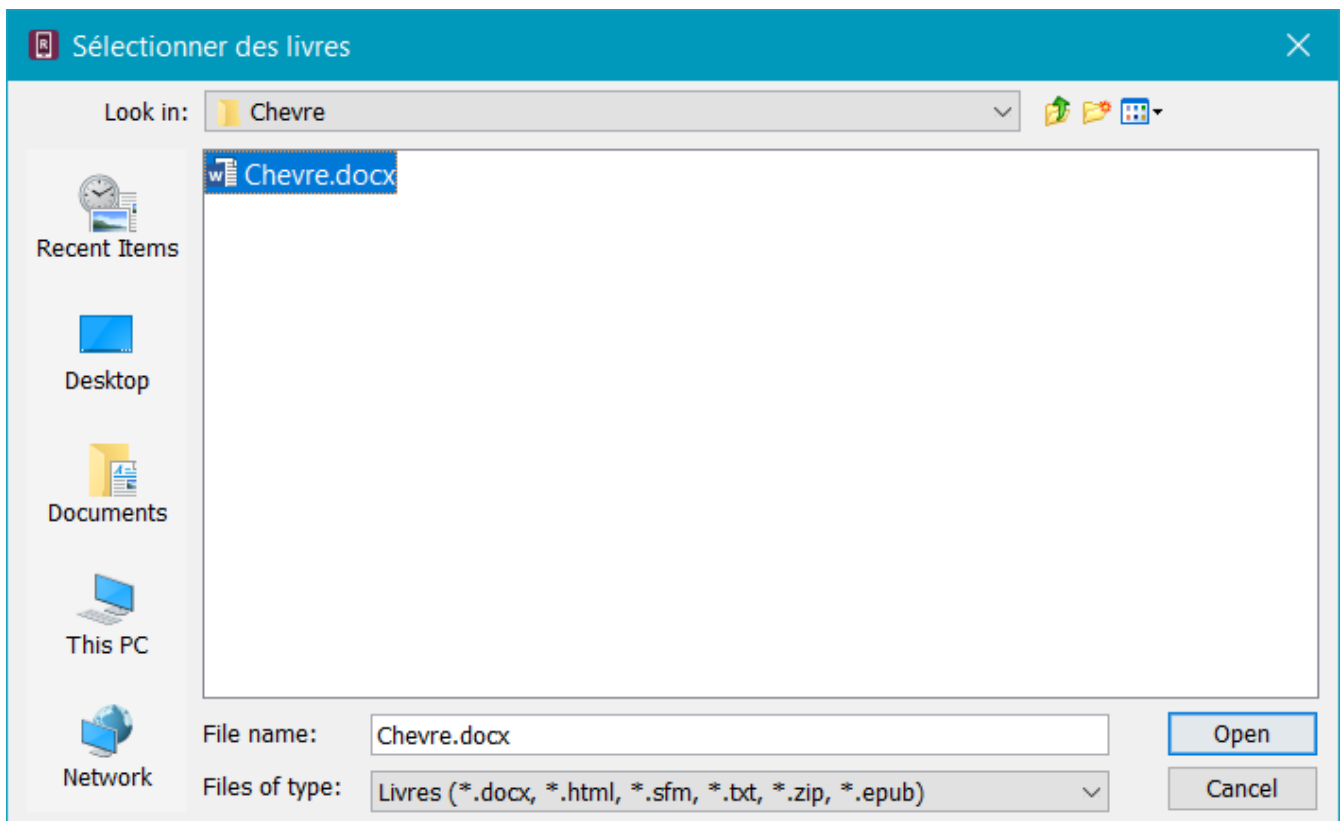 Sélectionner des livres
Look in: Chevre
Chevre.docx
Recent Items
Desktop
Documents
This PC
Network
File name: Chevre.docx Open
Files of type: Livres (*.docx, *.html, *.sfm, *.txt, *.zip, *.epub) Cancel